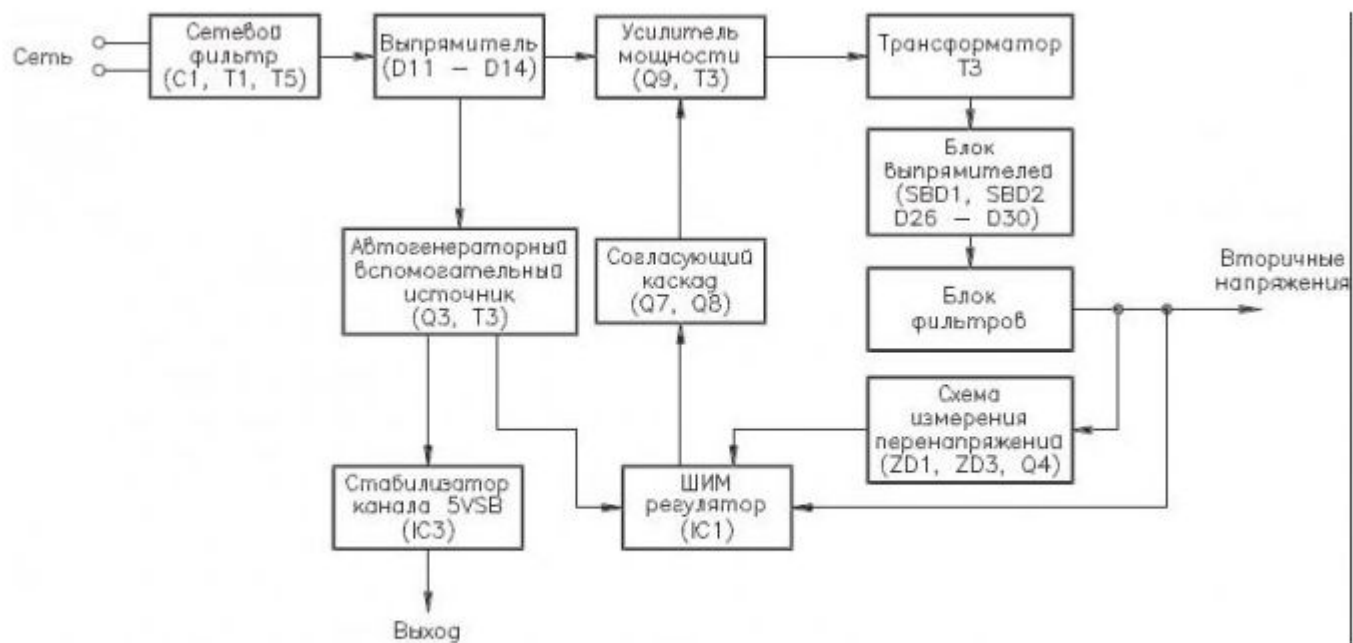 Сеть
Сетевой
фильтр
(C1, T1, T5)
Выпрямитель
(D11 – D14)
Усилитель
мощности
(Q9, T3)
Трансформатор
T3
Блок
выпрямителей
(SBD1, SBD2
D26 – D30)
Автогенераторный
вспомогательный
источник
(Q3, T3)
Согласующий
каскад
(Q7, Q8)
Блок
фильтров
Вторичные
напряжения
Схема
измерения
перенапряжений
(ZD1, ZD3, Q4)
Стабилизатор
канала 5VSB
(IC3)
ШИМ
регулятор
(IC1)
Выход